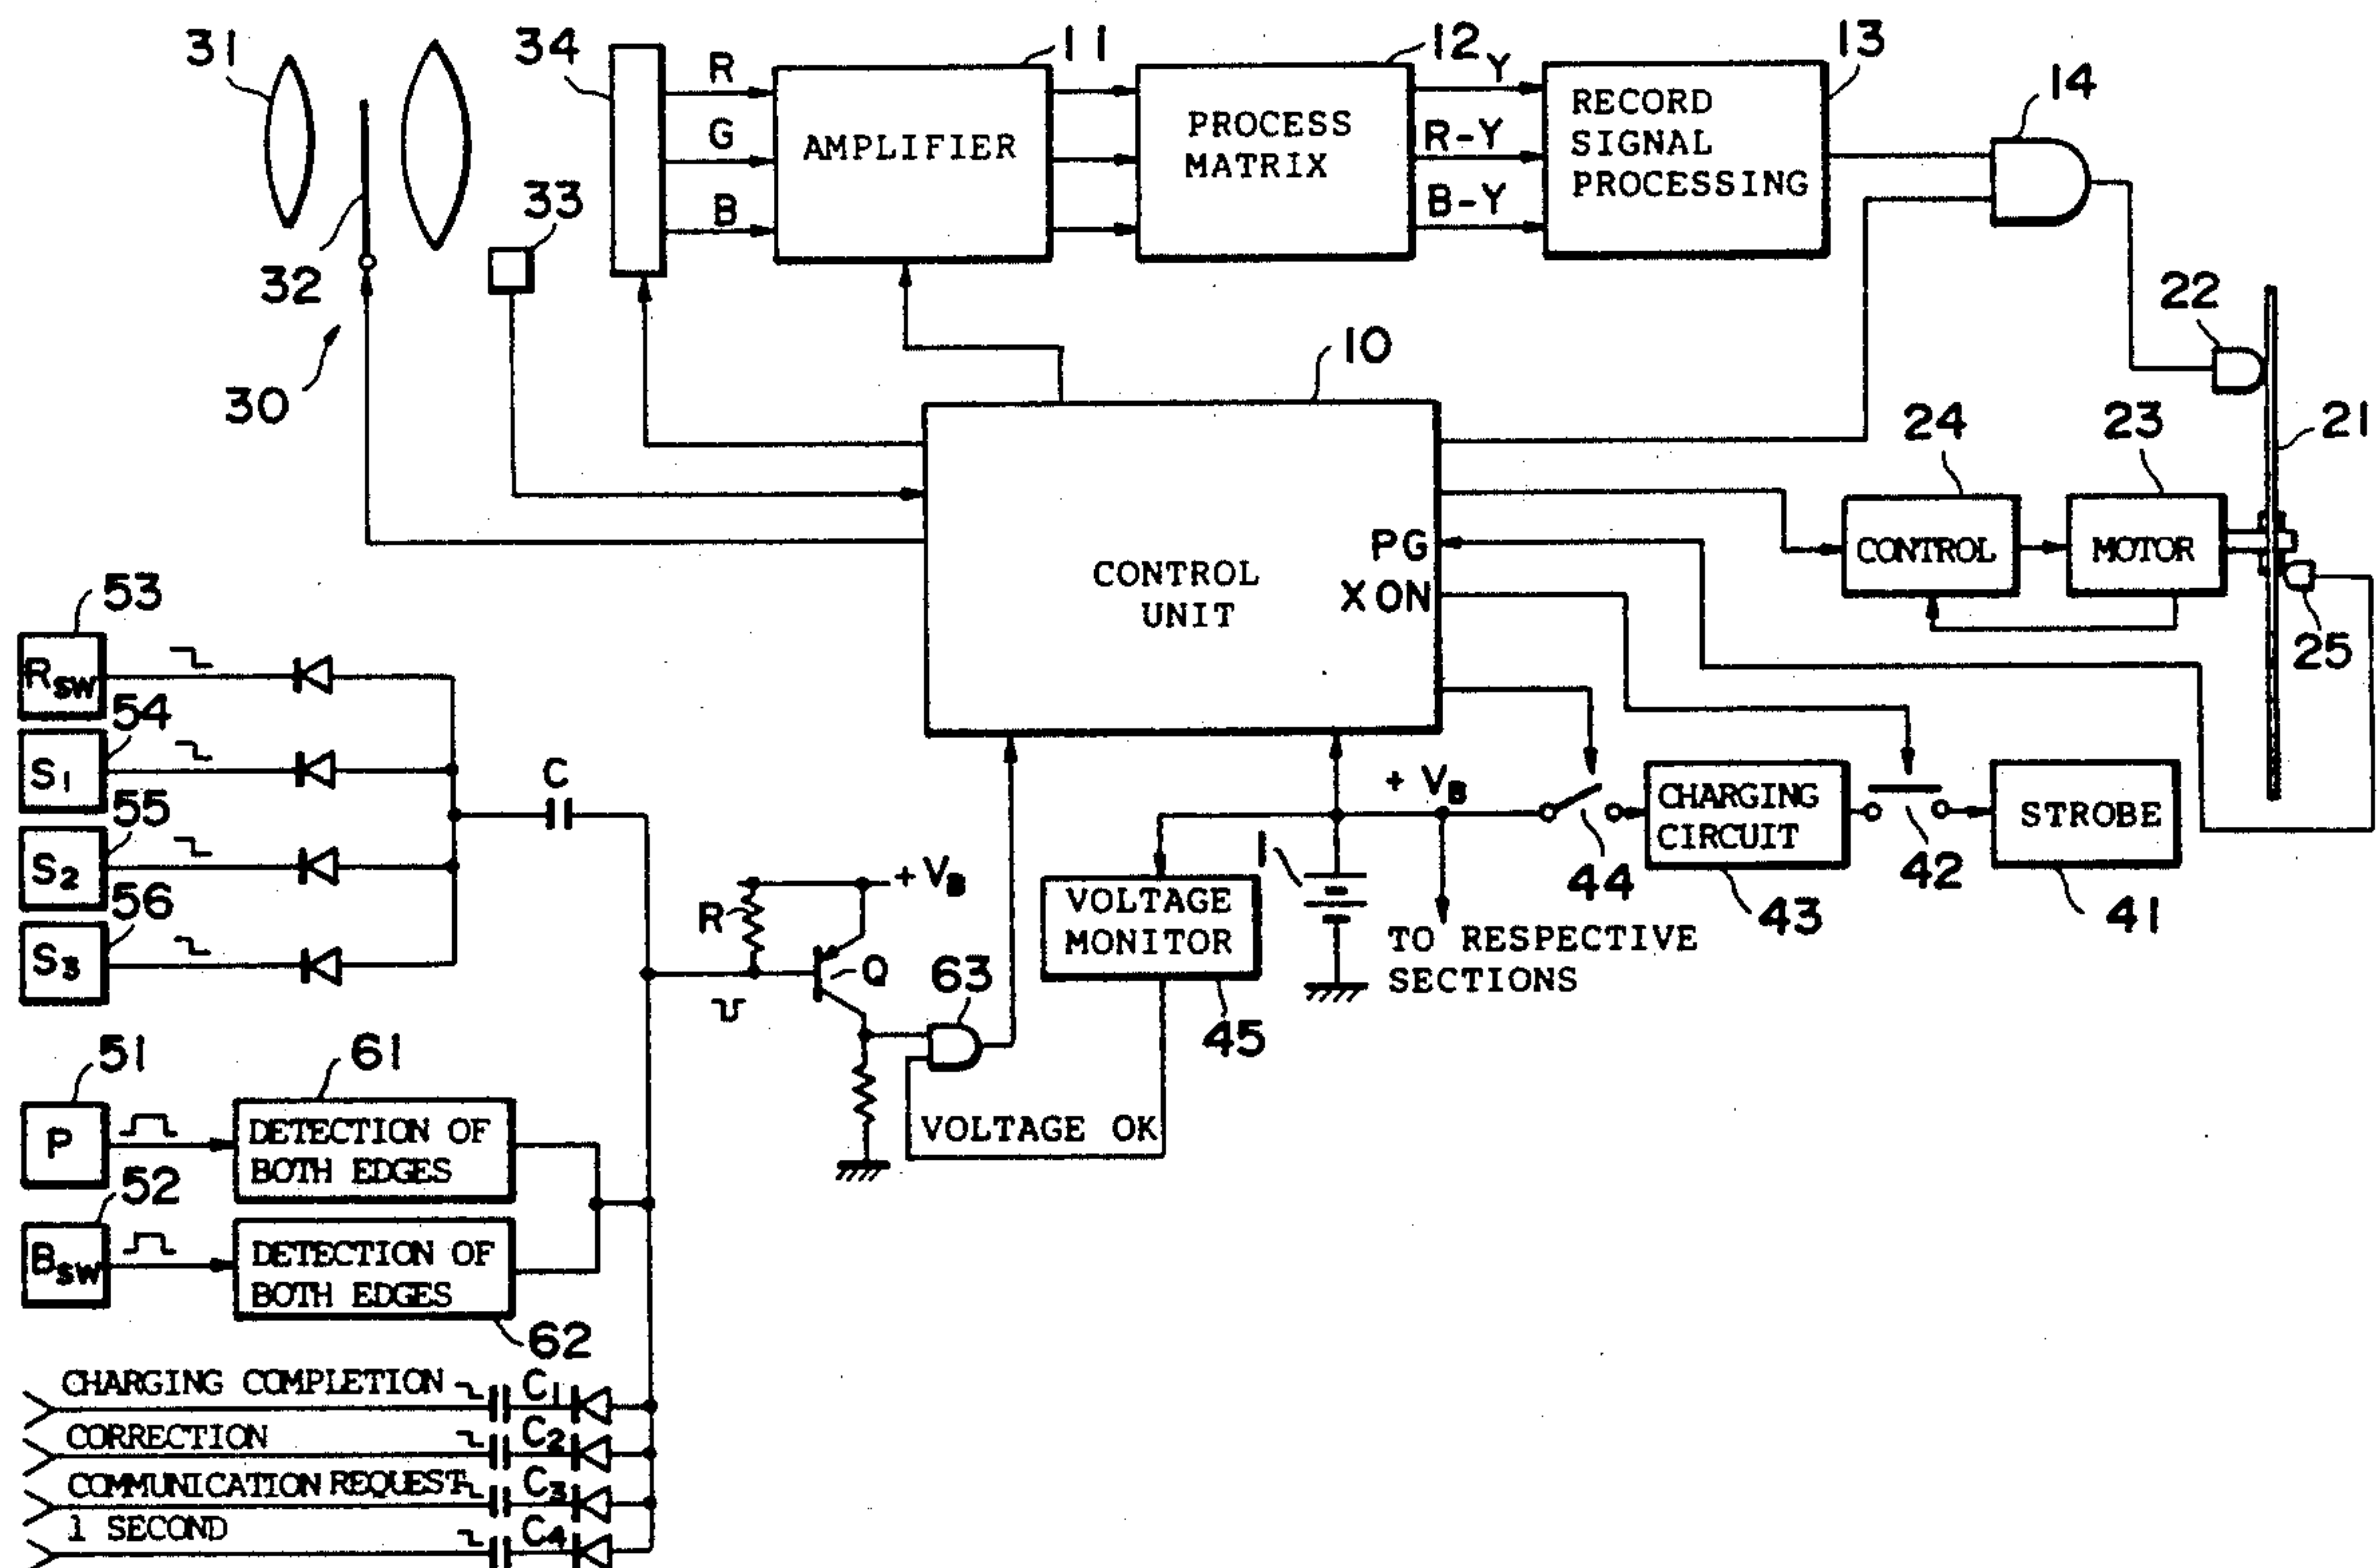 31
34
R
11
12
Y
13
14
G
AMPLIFIER
PROCESS
MATRIX
R-Y
RECORD
SIGNAL
PROCESSING
33
B
B-Y
32
22
30
10
24
23
21
PG
CONTROL
MOTOR
CONTROL
UNIT
X ON
53
25
RSW
54
S1
C
+ VB
CHARGING
CIRCUIT
STROBE
55
1
S2
44
42
56
R
+ VB
VOLTAGE
MONITOR
43
41
S3
Q
63
TO RESPECTIVE
SECTIONS
45
51
61
P
DETECTION OF
BOTH EDGES
VOLTAGE OK
52
BSW
DETECTION OF
BOTH EDGES
62
CHARGING COMPLETION
C1
CORRECTION
C2
COMMUNICATION REQUEST
C3
1 SECOND
C4